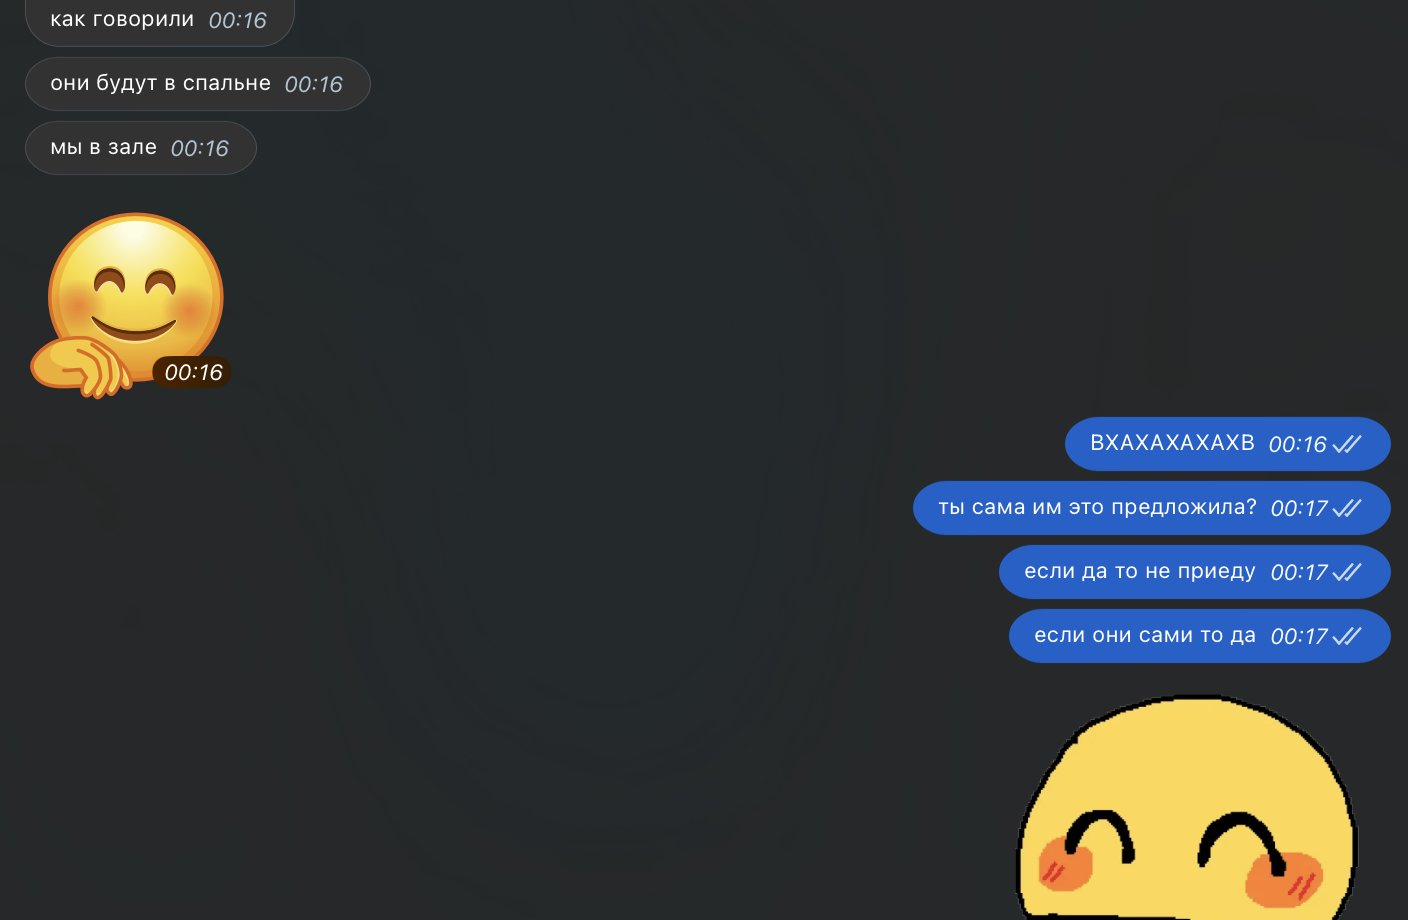 как говорили 00:16
они будут в спальне 00:16
мы в зале 00:16
00:16
ВХАХАХАХАХВ 00:16
ты сама им это предложила? 00:17
если да то не приеду 00:17
если они сами то да 00:17